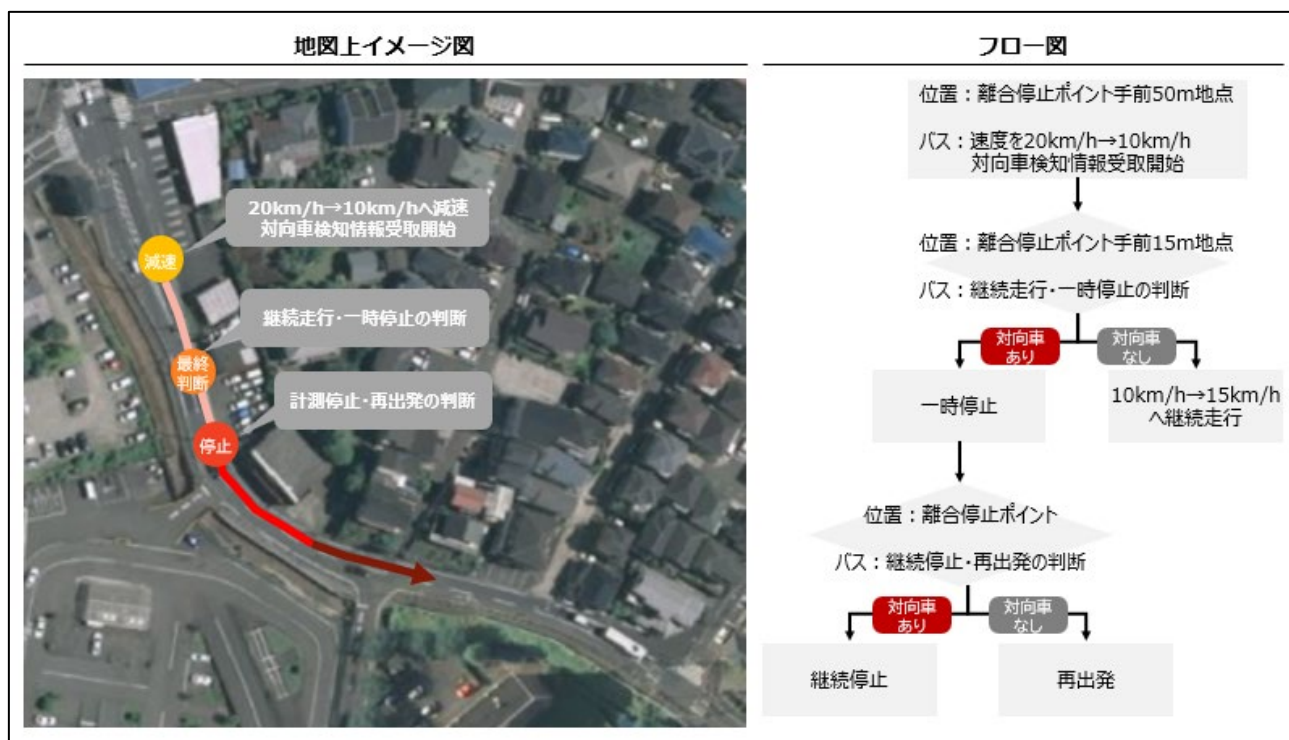 地図上イメージ図
20km/h→10km/hへ減速
対向車検知情報受取開始
減速
継続走行・一時停止の判断
最終
判断
計測停止・再出発の判断
停止
フロー図
位置：離合停止ポイント手前50m地点
バス：速度を20km/h→10km/h
対向車検知情報受取開始
位置：離合停止ポイント手前15m地点
バス：継続走行・一時停止の判断
対向車
あり
対向車
なし
一時停止
10km/h→15km/h
へ継続走行
位置：離合停止ポイント
バス：継続停止・再出発の判断
対向車
あり
対向車
なし
継続停止
再出発